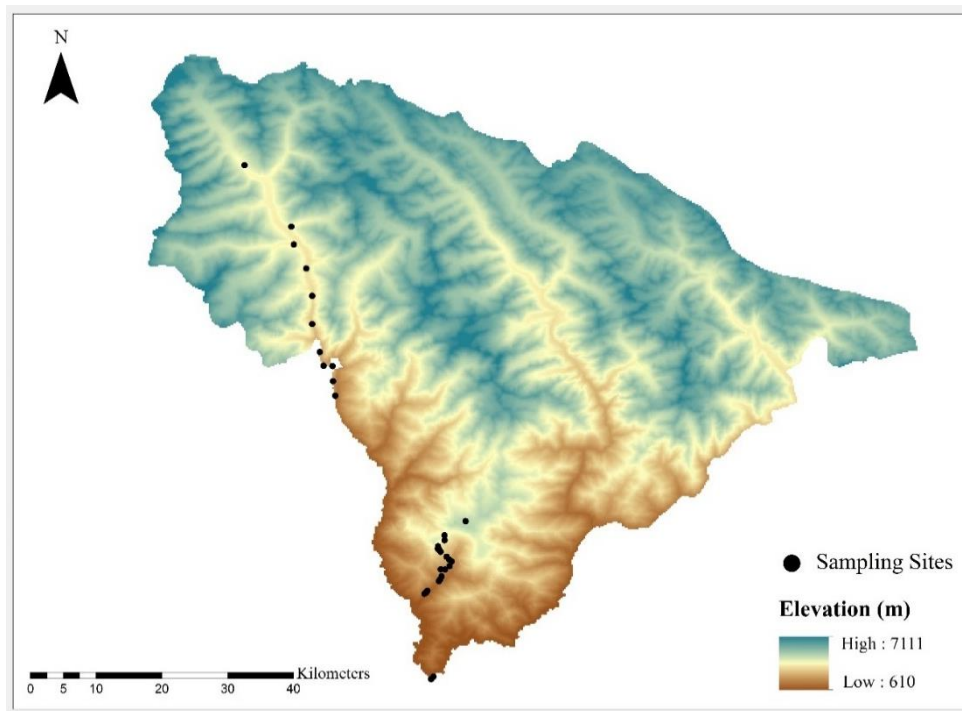 N
Sampling Sites
Elevation (m)
High : 7111
Low : 610
Kilometers
0 5 10 20 30 40